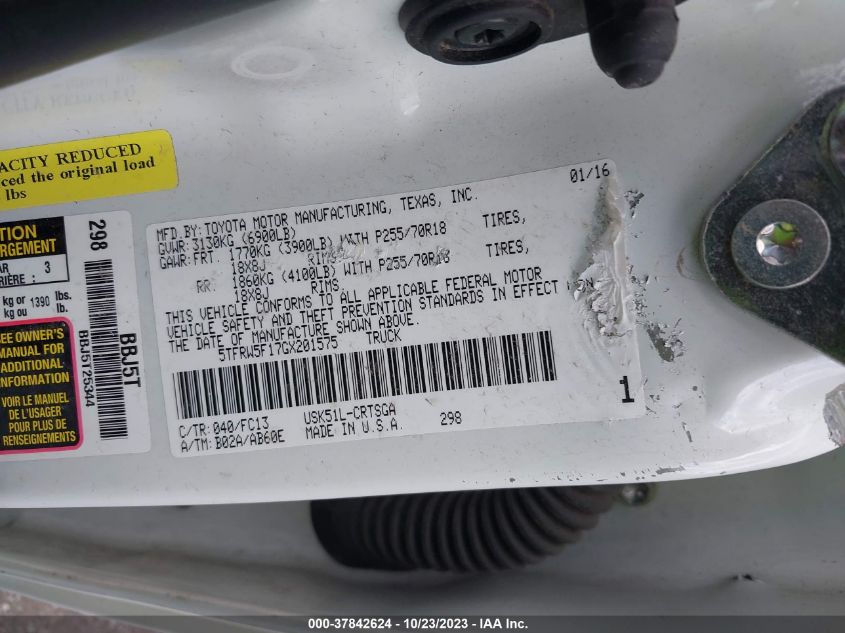 ACITY REDUCED
ced the original load
lbs
TION
ERGEMENT
AR 3
RIÈRE :
kg or 1390 lbs.
kg ou lb.
SEE OWNER'S
MANUAL FOR
ADDITIONAL
INFORMATION
VOIR LE MANUEL
DE L'USAGER
POUR PLUS DE
RENSEIGNEMENTS
298
BBJ5T
BBJ5125344
01/16
MFD. BY: TOYOTA MOTOR MANUFACTURING, TEXAS, INC.
GVWR: 3130KG (6900LB)
GAWR: FRT. 1770KG (3900LB) WITH P255/70R18 TIRES,
18X8J RIMS
RR. 1860KG (4100LB) WITH P255/70R18 TIRES,
18X8J RIMS
THIS VEHICLE CONFORMS TO ALL APPLICABLE FEDERAL MOTOR
VEHICLE SAFETY AND THEFT PREVENTION STANDARDS IN EFFECT ON
THE DATE OF MANUFACTURE SHOWN ABOVE.
5TFRW5F17GX201575 TRUCK
1
C/TR: 040/FC13 USK51L-CRTSGA 298
A/TM: B02A/AB60E MADE IN U.S.A.
000-37842624 - 10/23/2023 - IAA Inc.